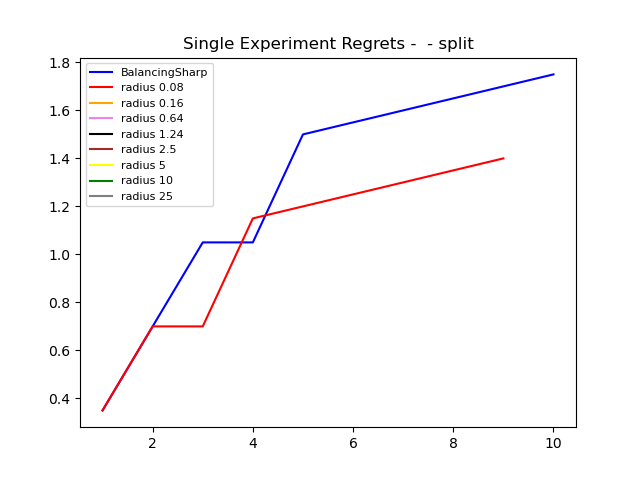 Single Experiment Regrets -  - split
BalancingSharp
radius 0.08
radius 0.16
radius 0.64
radius 1.24
radius 2.5
radius 5
radius 10
radius 25
1.8
1.6
1.4
1.2
1.0
0.8
0.6
0.4
2 4 6 8 10